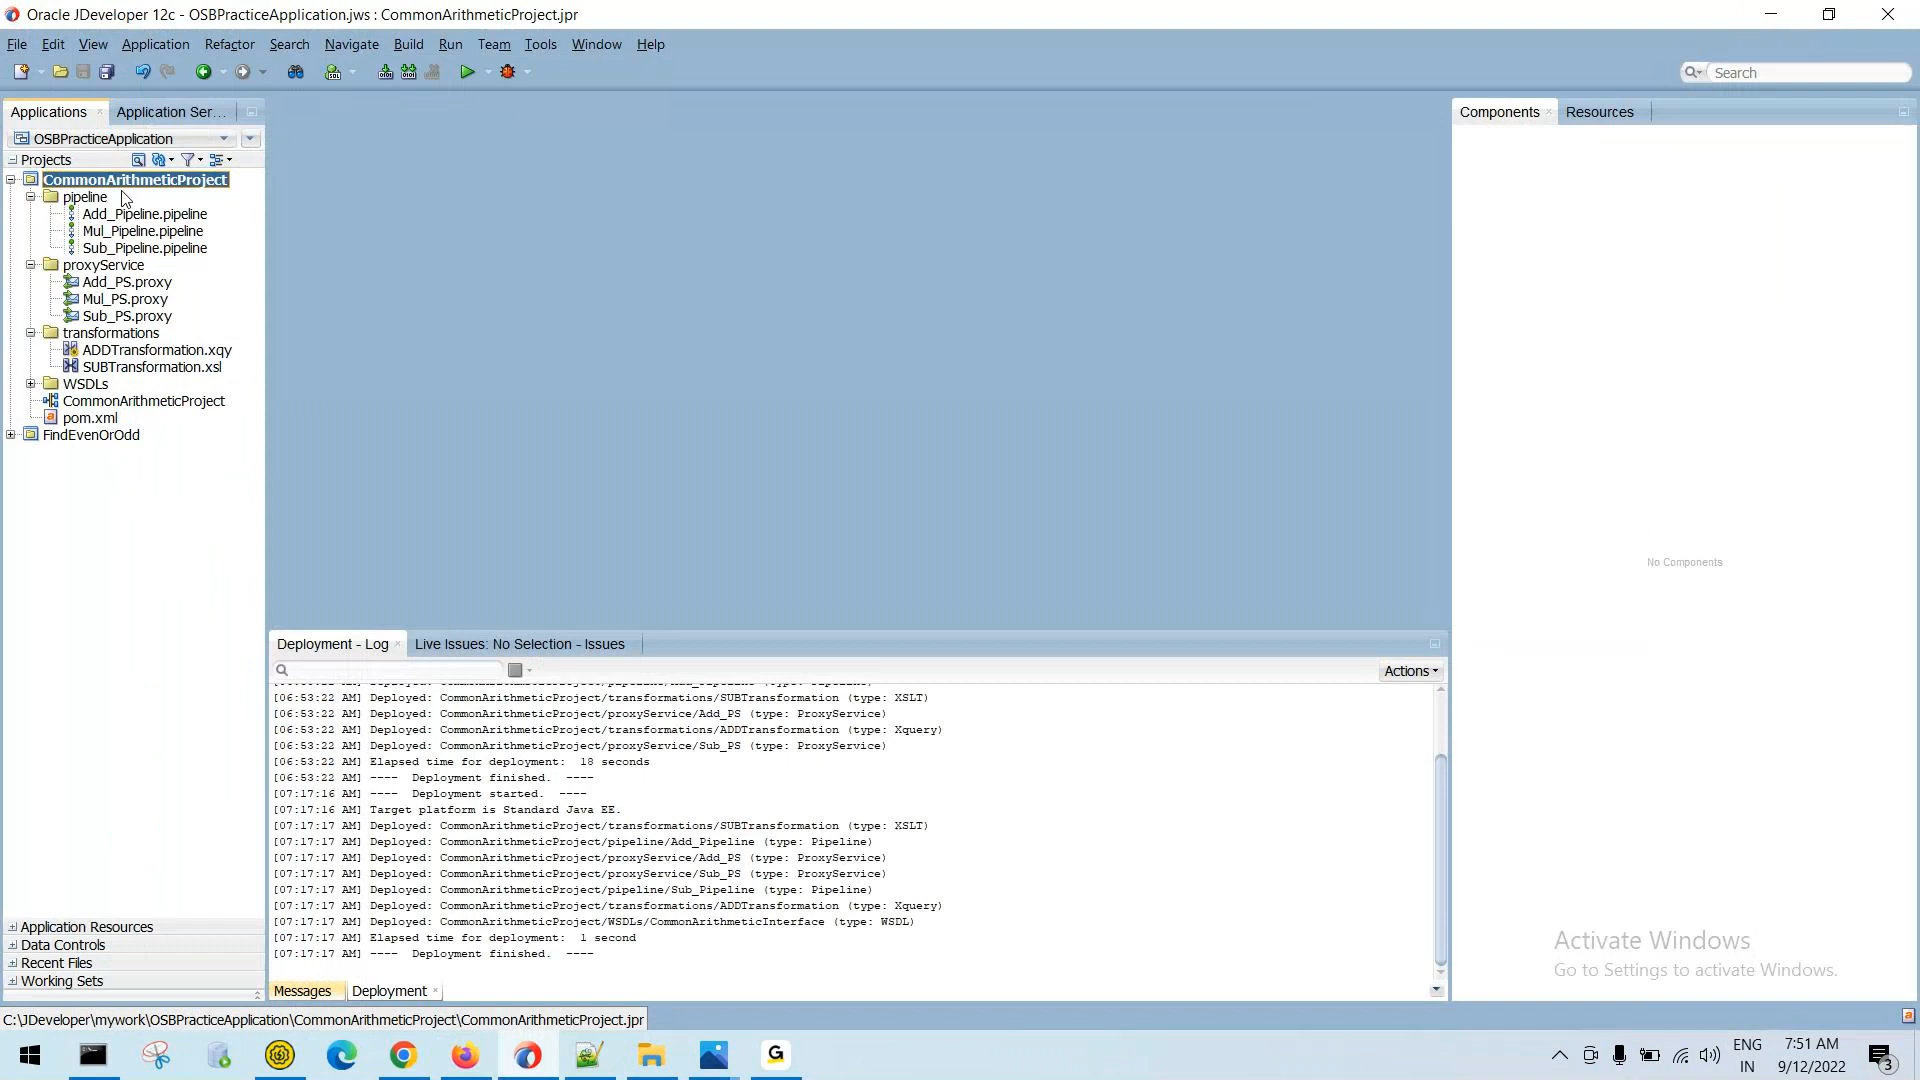 Oracle JDeveloper 12c - OSBPracticeApplication.jws : CommonArithmeticProject.jpr
File Edit View Application Refactor Search Navigate Build Run Team Tools Window Help
Search
Applications Application Ser...
Components Resources
OSBPracticeApplication
Projects
CommonArithmeticProject
pipeline
Add_Pipeline.pipeline
Mul_Pipeline.pipeline
Sub_Pipeline.pipeline
proxyService
Add_PS.proxy
Mul_PS.proxy
Sub_PS.proxy
transformations
ADDTransformation.xqy
SUBTransformation.xsl
WSDLs
CommonArithmeticProject
pom.xml
FindEvenOrOdd
No Components
Deployment - Log Live Issues: No Selection - Issues
Actions
[06:53:22 AM] Deployed: CommonArithmeticProject/transformations/SUBTransformation (type: XSLT)
[06:53:22 AM] Deployed: CommonArithmeticProject/proxyService/Add_PS (type: ProxyService)
[06:53:22 AM] Deployed: CommonArithmeticProject/transformations/ADDTransformation (type: Xquery)
[06:53:22 AM] Deployed: CommonArithmeticProject/proxyService/Sub_PS (type: ProxyService)
[06:53:22 AM] Elapsed time for deployment: 18 seconds
[06:53:22 AM] ---- Deployment finished. ----
[07:17:16 AM] ---- Deployment started. ----
[07:17:16 AM] Target platform is Standard Java EE.
[07:17:17 AM] Deployed: CommonArithmeticProject/transformations/SUBTransformation (type: XSLT)
[07:17:17 AM] Deployed: CommonArithmeticProject/pipeline/Add_Pipeline (type: Pipeline)
[07:17:17 AM] Deployed: CommonArithmeticProject/proxyService/Add_PS (type: ProxyService)
[07:17:17 AM] Deployed: CommonArithmeticProject/proxyService/Sub_PS (type: ProxyService)
[07:17:17 AM] Deployed: CommonArithmeticProject/pipeline/Sub_Pipeline (type: Pipeline)
[07:17:17 AM] Deployed: CommonArithmeticProject/transformations/ADDTransformation (type: Xquery)
[07:17:17 AM] Deployed: CommonArithmeticProject/WSDLs/CommonArithmeticInterface (type: WSDL)
[07:17:17 AM] Elapsed time for deployment: 1 second
[07:17:17 AM] ---- Deployment finished. ----
Application Resources
Data Controls
Recent Files
Working Sets
Activate Windows
Go to Settings to activate Windows.
Messages Deployment
C:\JDeveloper\mywork\OSBPracticeApplication\CommonArithmeticProject\CommonArithmeticProject.jpr
ENG
IN
7:51 AM
9/12/2022
3